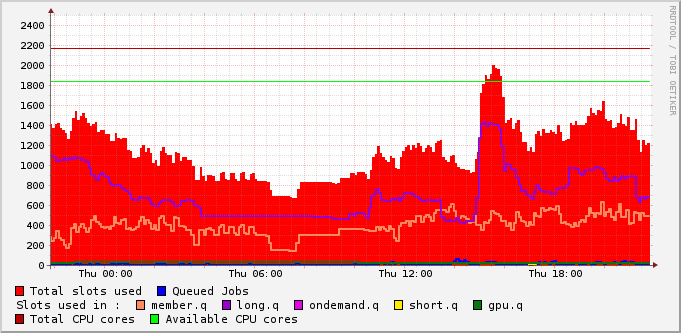 2400
2200
2000
1800
1600
1400
1200
1000
800
600
400
200
0
Thu 00:00 Thu 06:00 Thu 12:00 Thu 18:00
RRDTOOL / TOBI OETIKER
Total slots used Queued Jobs
Slots used in : member.q long.q ondemand.q short.q gpu.q
Total CPU cores Available CPU cores